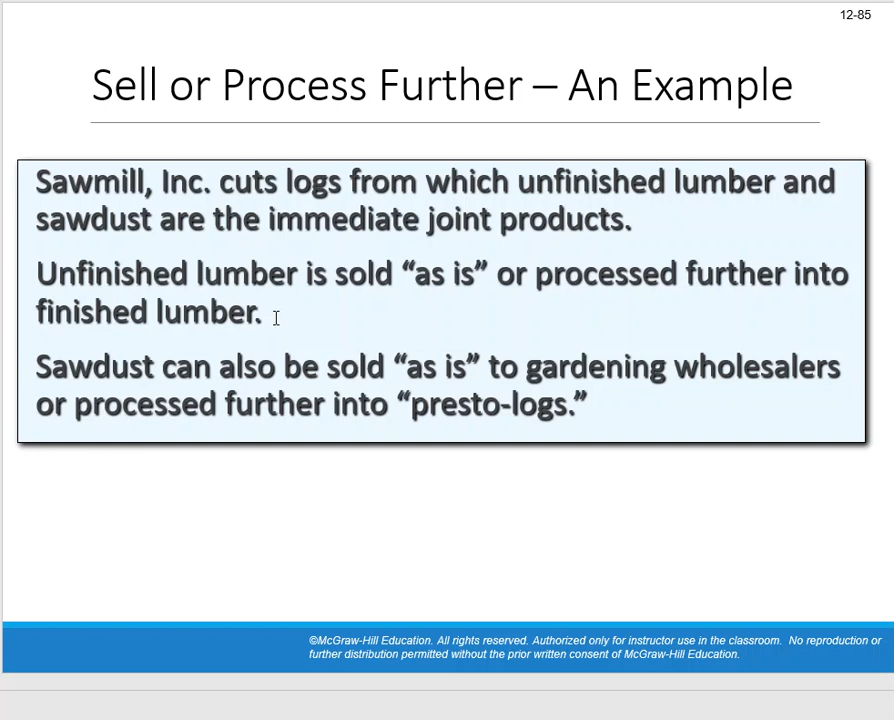 12-85
Sell or Process Further – An Example
Sawmill, Inc. cuts logs from which unfinished lumber and
sawdust are the immediate joint products.
Unfinished lumber is sold “as is” or processed further into
finished lumber.
Sawdust can also be sold “as is” to gardening wholesalers
or processed further into “presto-logs.”
©McGraw-Hill Education. All rights reserved. Authorized only for instructor use in the classroom. No reproduction or
further distribution permitted without the prior written consent of McGraw-Hill Education.